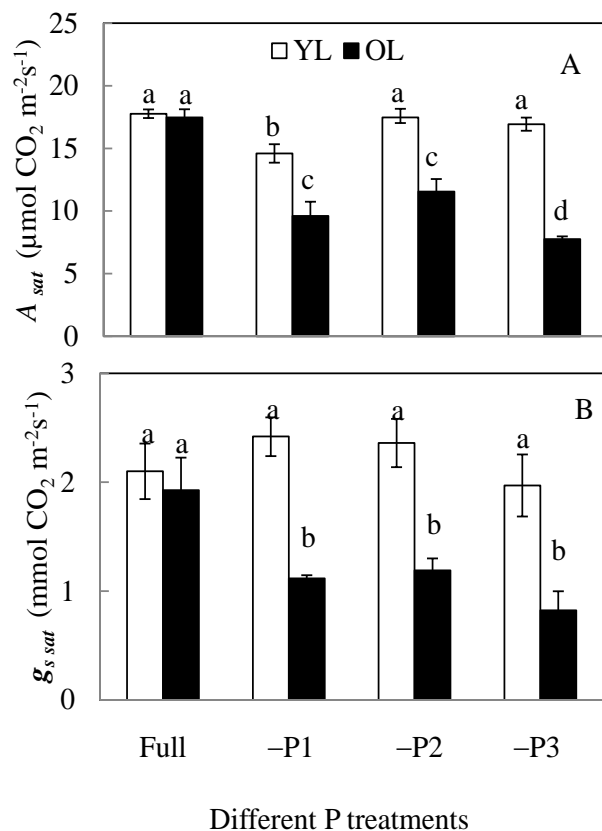 25
YL OL
A
a a a a
20
b
15
c c
d
10
5
0
A sat (µmol CO2 m-2s-1)
3
B
a a a a a
2
b b b
1
0
gs sat (mmol CO2 m-2s-1)
Full –P1 –P2 –P3
Different P treatments